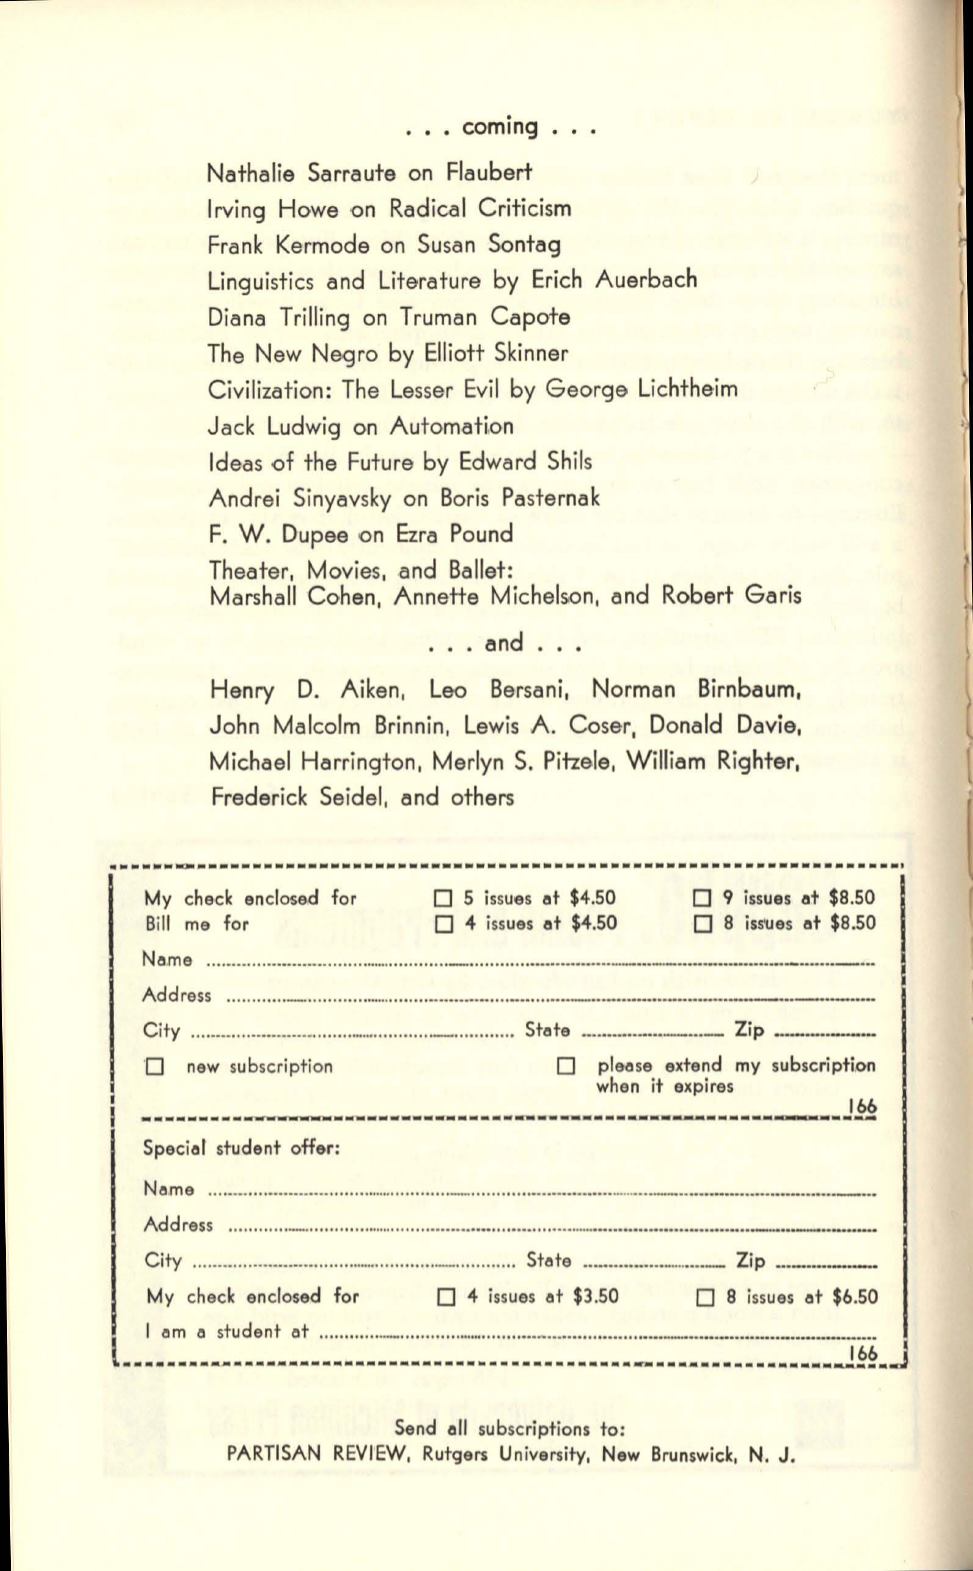 . . . coming . . .
Nathalie Sarraute on Flaubert
Irving Howe on Radical Criticism
Frank Kermode on Susan Sontag
Linguistics and Literature by Erich Auerbach
Diana Trilling on Truman Capote
The New Negro by Elliott Skinner
Civilization: The Lesser Evil by George Lichtheim
Jack Ludwig on Automation
Ideas of the Future by Edward Shils
Andrei Sinyavsky on Boris Pasternak
F. W. Dupee on Ezra Pound
Theater, Movies, and Ballet:
Marshall Cohen, Annette Michelson, and Robert Garis
. . . and . . .
Henry D. Aiken, Leo Bersani, Norman Birnbaum,
John Malcolm Brinnin, Lewis A. Coser, Donald Davie,
Michael Harrington, Merlyn S. Pitzele, William Righter,
Frederick Seidel, and others
My check enclosed for ☐ 5 issues at $4.50 ☐ 9 issues at $8.50
Bill me for ☐ 4 issues at $4.50 ☐ 8 issues at $8.50
Name
Address
City State Zip
☐ new subscription ☐ please extend my subscription
when it expires
166
Special student offer:
Name
Address
City State Zip
My check enclosed for ☐ 4 issues at $3.50 ☐ 8 issues at $6.50
I am a student at
166
Send all subscriptions to:
PARTISAN REVIEW, Rutgers University, New Brunswick, N. J.